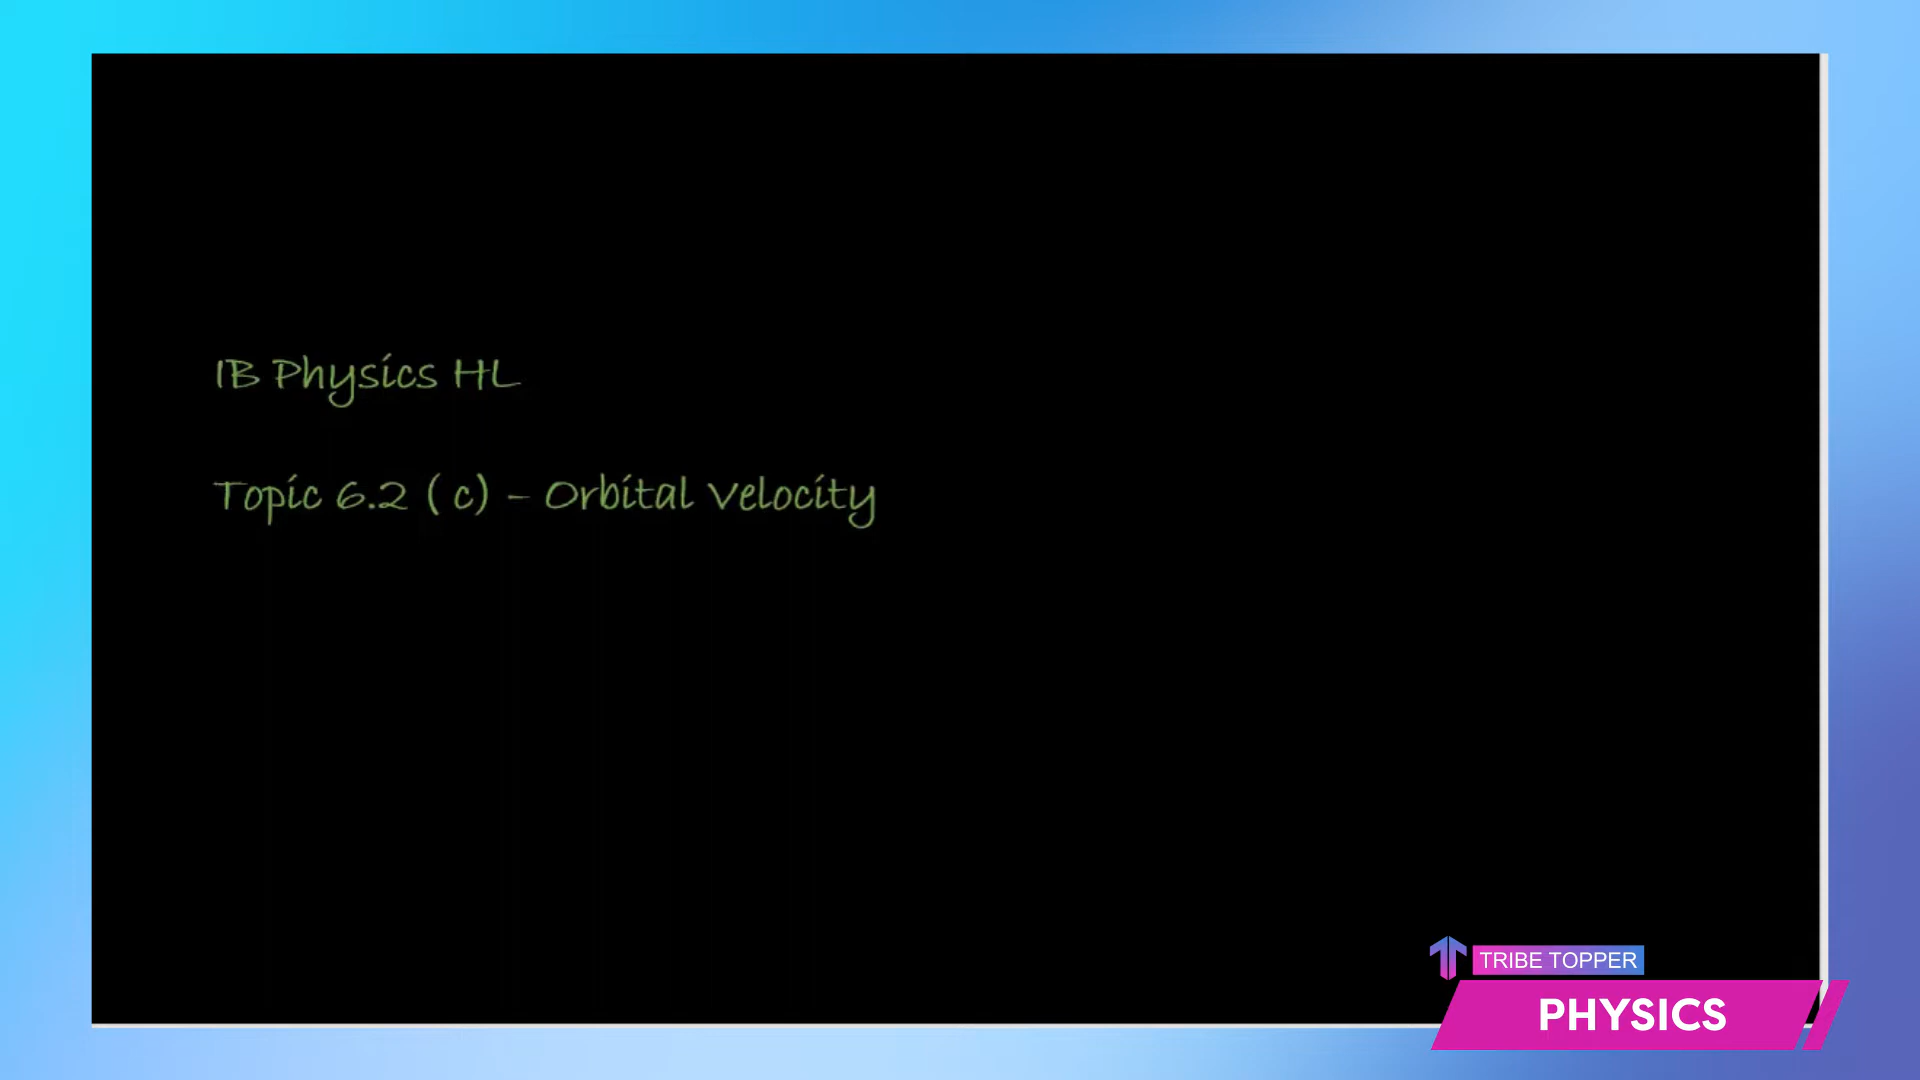 IB Physics HL
Topic 6.2 ( c) - Orbital Velocity
TRIBE TOPPER
PHYSICS